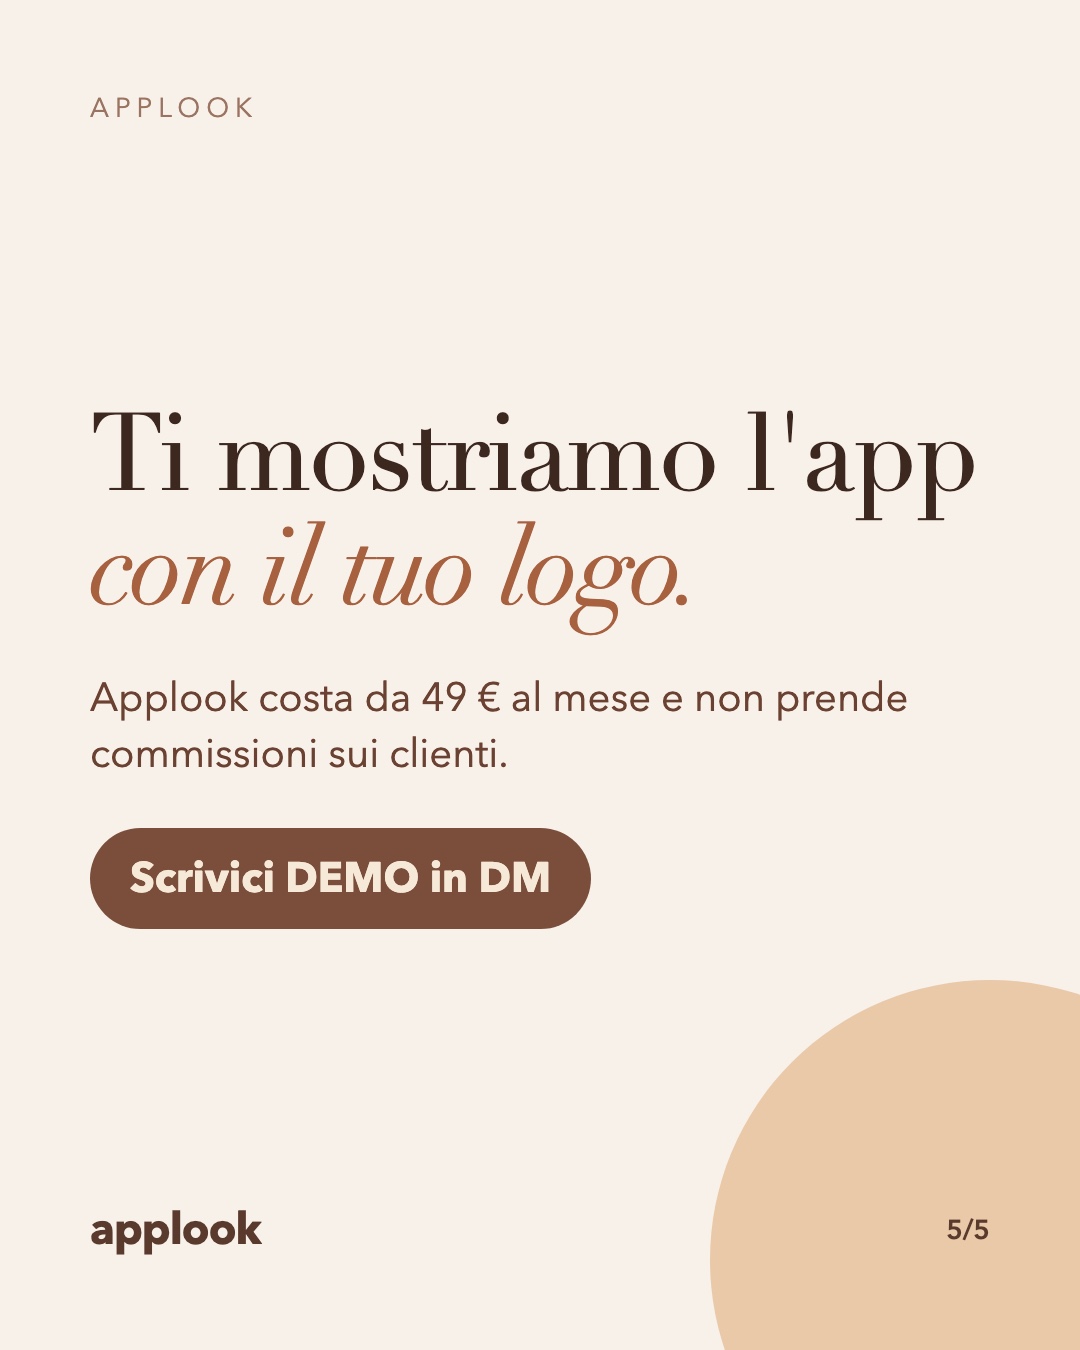 APPLOOK
Ti mostriamo l'app
con il tuo logo.
Applook costa da 49 € al mese e non prende
commissioni sui clienti.
Scrivici DEMO in DM
applook
5/5